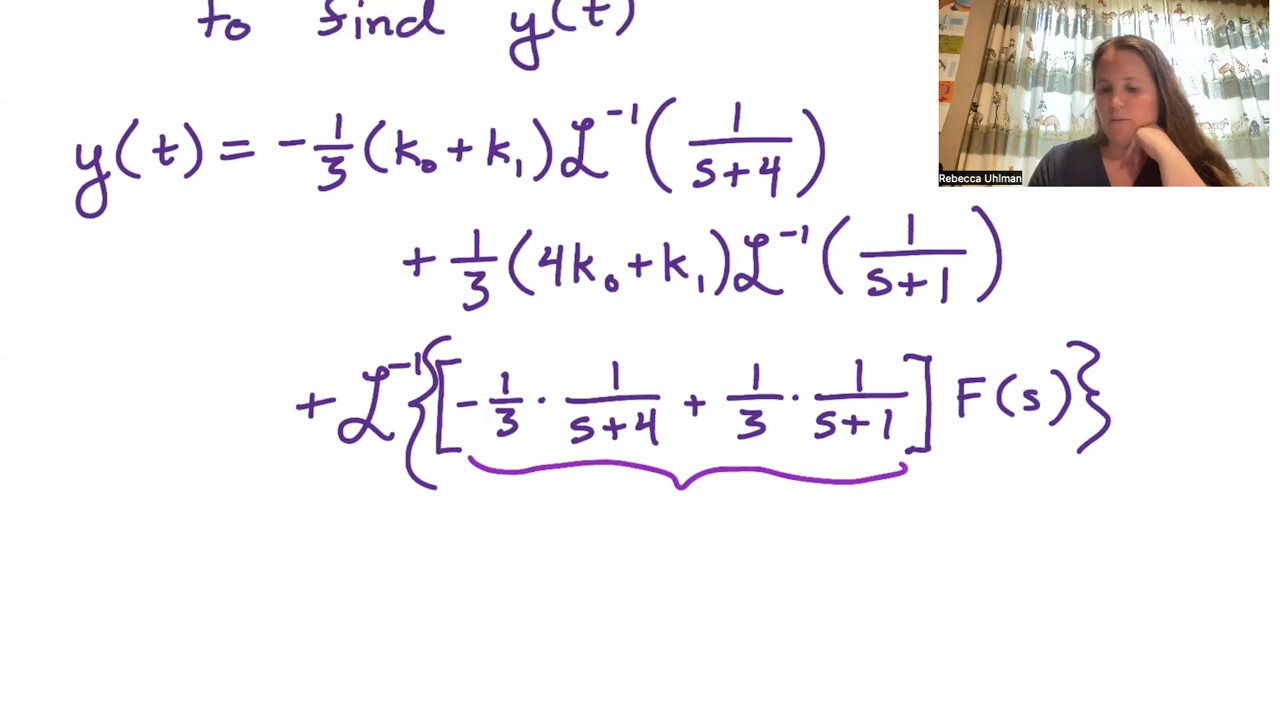 to find y(t)
y(t) = -1/3 (k₀ + k₁) ℒ⁻¹ ( 1/(s+4) )
+ 1/3 (4k₀ + k₁) ℒ⁻¹ ( 1/(s+1) )
+ ℒ⁻¹ { [ -1/3 · 1/(s+4) + 1/3 · 1/(s+1) ] F(s) }
Rebecca Uhlman